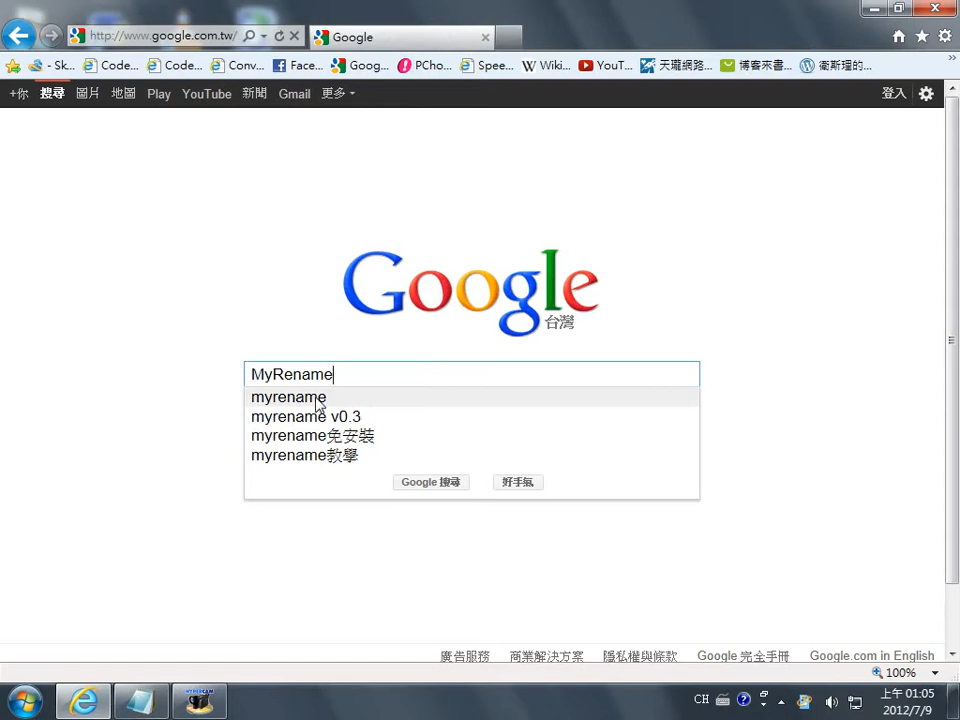 http://www.google.com.tw/
Google
- Sk...
Code...
Code...
Conv...
Face...
Goog...
PCho...
Spee...
Wiki...
YouT...
天瓏網路...
博客來書...
衛斯理的...
+你 搜尋 圖片 地圖 Play YouTube 新聞 Gmail 更多
登入
Google
台灣
MyRename
myrename
myrename v0.3
myrename免安裝
myrename教學
Google 搜尋
好手氣
廣告服務 商業解決方案 隱私權與條款 Google 完全手冊 Google.com in English
100%
CH
上午 01:05
2012/7/9